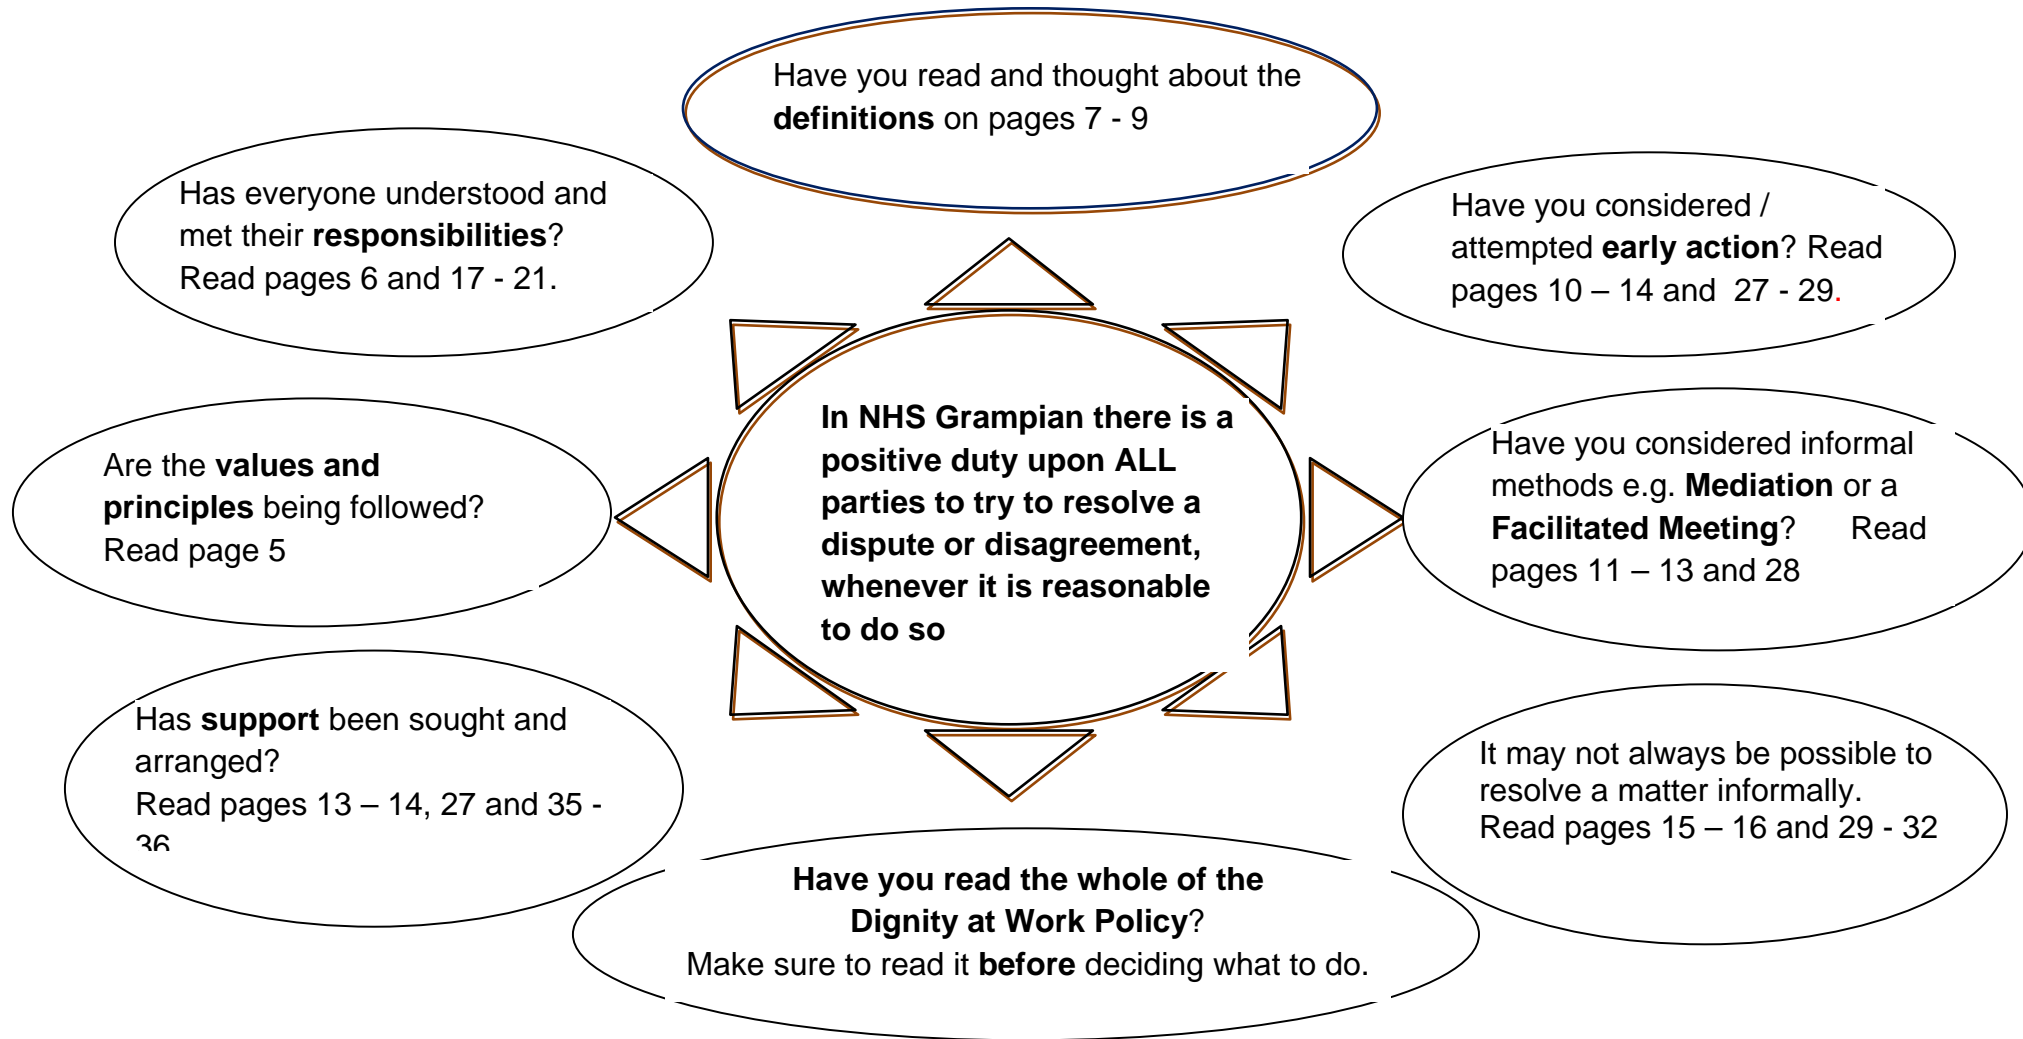 Have you read and thought about the
definitions on pages 7 - 9
Has everyone understood and
met their responsibilities?
Read pages 6 and 17 - 21.
Have you considered /
attempted early action? Read
pages 10 – 14 and 27 - 29.
Are the values and
principles being followed?
Read page 5
In NHS Grampian there is a
positive duty upon ALL
parties to try to resolve a
dispute or disagreement,
whenever it is reasonable
to do so
Have you considered informal
methods e.g. Mediation or a
Facilitated Meeting? Read
pages 11 – 13 and 28
Has support been sought and
arranged?
Read pages 13 – 14, 27 and 35 -
36
It may not always be possible to
resolve a matter informally.
Read pages 15 – 16 and 29 - 32
Have you read the whole of the
Dignity at Work Policy?
Make sure to read it before deciding what to do.